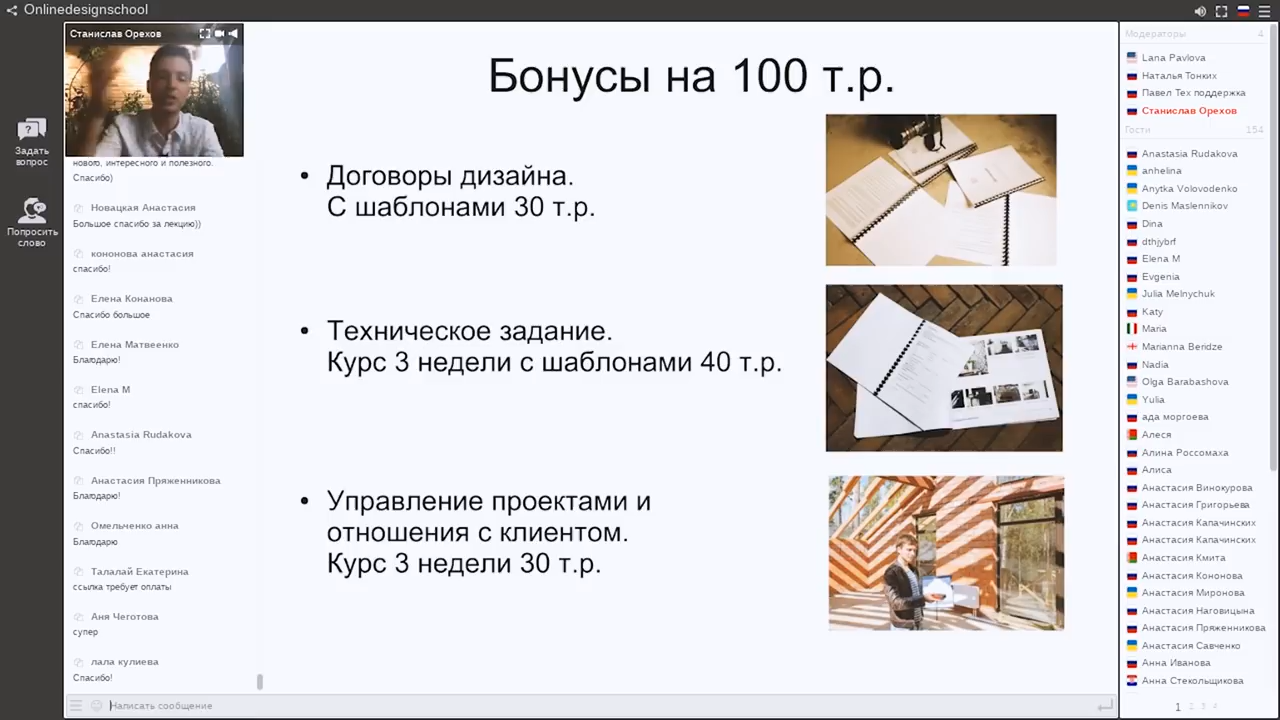 Onlinedesignschool
Станислав Орехов
Задать
вопрос
Попросить
слово
нового, интересного и полезного.
Спасибо)
Новацкая Анастасия
Большое спасибо за лекцию))
кононова анастасия
спасибо!
Елена Конанова
Спасибо большое
Елена Матвеенко
Благодарю!
Elena M
спасибо!
Anastasia Rudakova
Спасибо!!
Анастасия Пряженникова
Благодарю!
Омельченко анна
Благодарю
Талалай Екатерина
ссылка требует оплаты
Аня Чеготова
супер
лала кулиева
Спасибо!
Написать сообщение
Бонусы на 100 т.р.
• Договоры дизайна.
С шаблонами 30 т.р.
• Техническое задание.
Курс 3 недели с шаблонами 40 т.р.
• Управление проектами и
отношения с клиентом.
Курс 3 недели 30 т.р.
Модераторы 4
Lana Pavlova
Наталья Тонких
Павел Тех поддержка
Станислав Орехов
Гости 154
Anastasia Rudakova
anhelina
Anytka Volovodenko
Denis Maslennikov
Dina
dthjybrf
Elena M
Evgenia
Julia Melnychuk
Katy
Maria
Marianna Beridze
Nadia
Olga Barabashova
Yulia
ада моргоева
Алеся
Алина Россомаха
Алиса
Анастасия Винокурова
Анастасия Григорьева
Анастасия Капачинских
Анастасия Капачинских
Анастасия Кмита
Анастасия Кононова
Анастасия Миронова
Анастасия Наговицына
Анастасия Пряженникова
Анастасия Савченко
Анна Иванова
Анна Стекольщикова
1 2 3 4